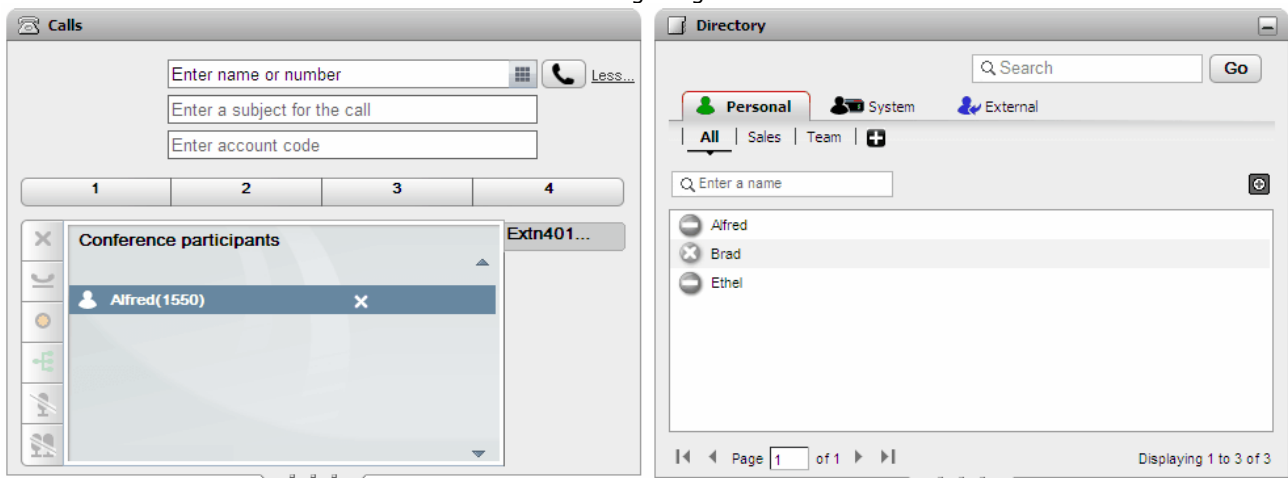 Calls
Enter name or number
Less...
Enter a subject for the call
Enter account code
1 2 3 4
Conference participants
Extn401...
Alfred(1550)
Directory
Search
Go
Personal System External
All Sales Team
Enter a name
Alfred
Brad
Ethel
Page 1 of 1
Displaying 1 to 3 of 3